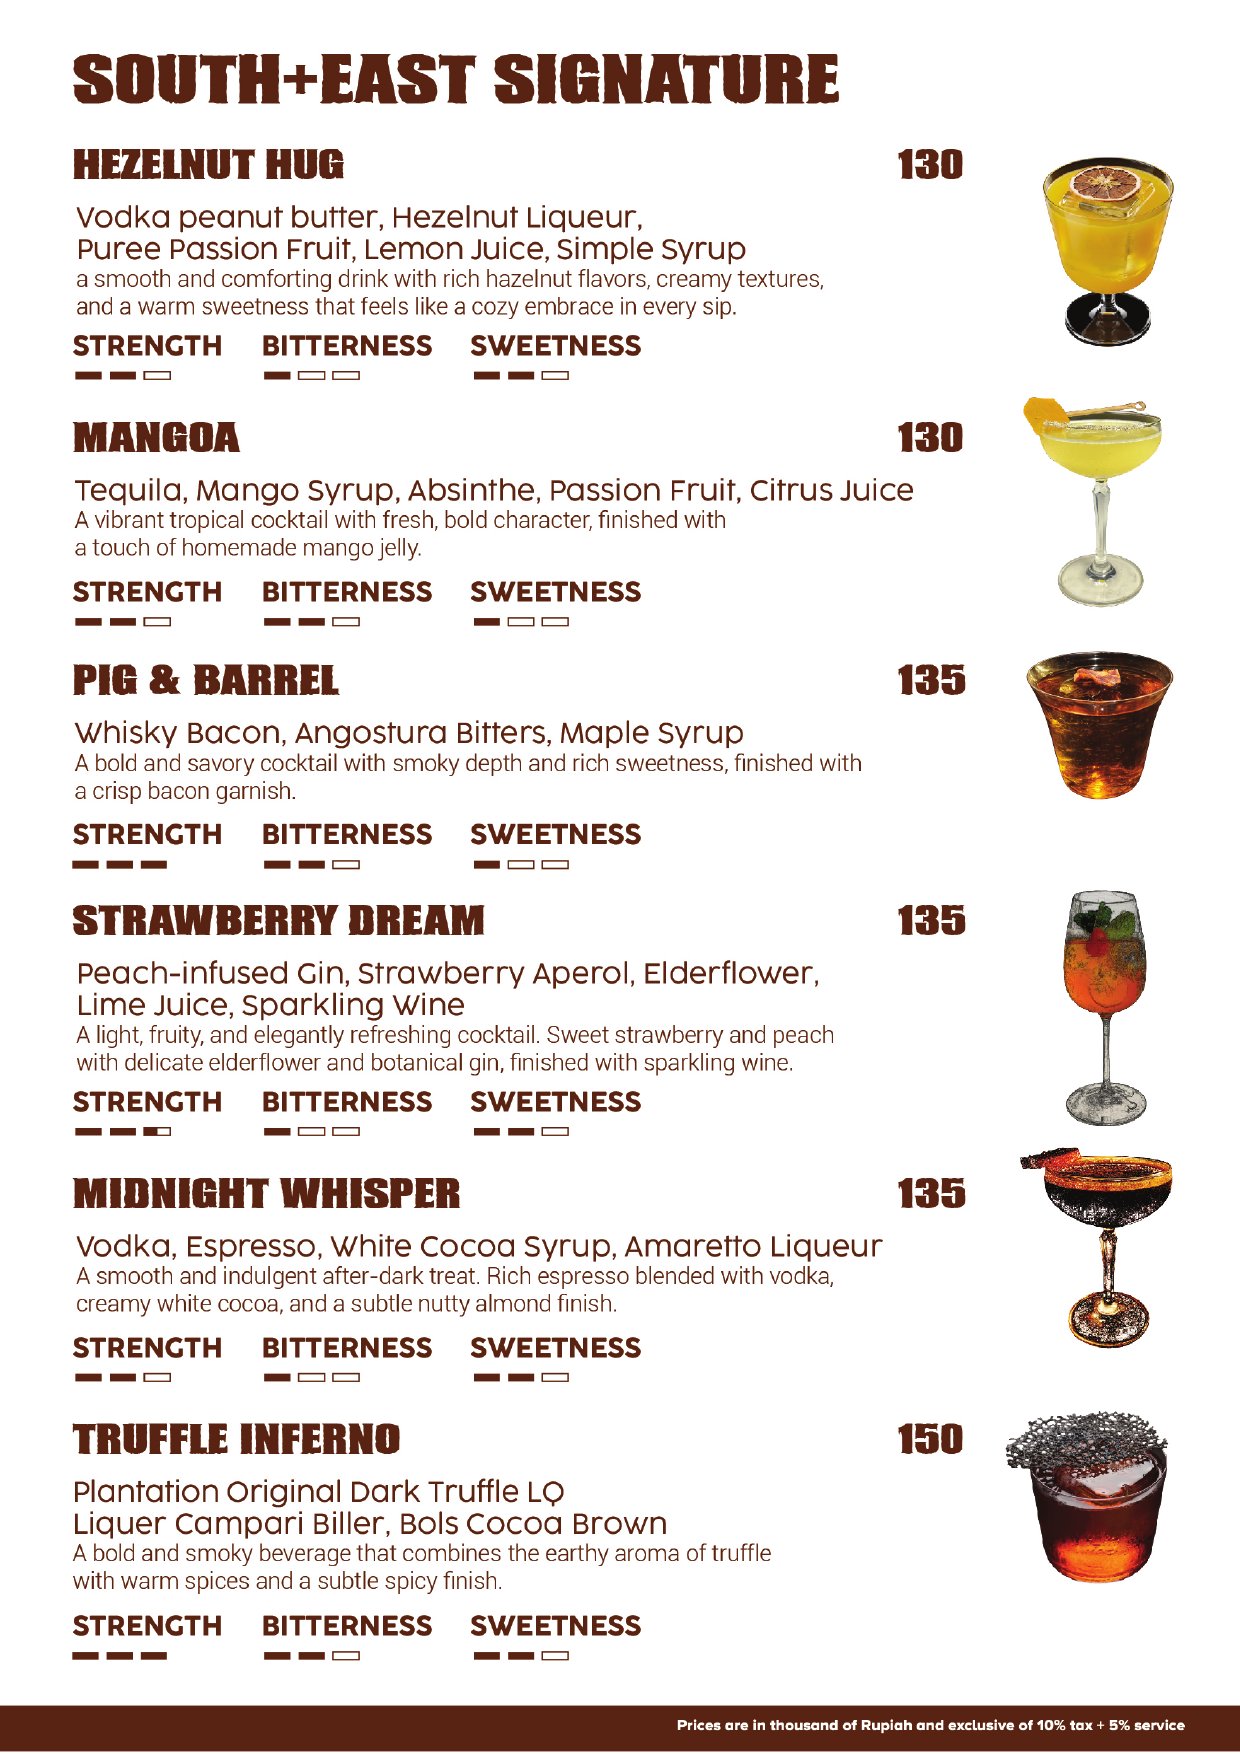 SOUTH+EAST SIGNATURE
HEZELNUT HUG 130
Vodka peanut butter, Hezelnut Liqueur,
Puree Passion Fruit, Lemon Juice, Simple Syrup
a smooth and comforting drink with rich hazelnut flavors, creamy textures,
and a warm sweetness that feels like a cozy embrace in every sip.
STRENGTH BITTERNESS SWEETNESS
MANGOA 130
Tequila, Mango Syrup, Absinthe, Passion Fruit, Citrus Juice
A vibrant tropical cocktail with fresh, bold character, finished with
a touch of homemade mango jelly.
STRENGTH BITTERNESS SWEETNESS
PIG & BARREL 135
Whisky Bacon, Angostura Bitters, Maple Syrup
A bold and savory cocktail with smoky depth and rich sweetness, finished with
a crisp bacon garnish.
STRENGTH BITTERNESS SWEETNESS
STRAWBERRY DREAM 135
Peach-infused Gin, Strawberry Aperol, Elderflower,
Lime Juice, Sparkling Wine
A light, fruity, and elegantly refreshing cocktail. Sweet strawberry and peach
with delicate elderflower and botanical gin, finished with sparkling wine.
STRENGTH BITTERNESS SWEETNESS
MIDNIGHT WHISPER 135
Vodka, Espresso, White Cocoa Syrup, Amaretto Liqueur
A smooth and indulgent after-dark treat. Rich espresso blended with vodka,
creamy white cocoa, and a subtle nutty almond finish.
STRENGTH BITTERNESS SWEETNESS
TRUFFLE INFERNO 150
Plantation Original Dark Truffle LQ
Liquer Campari Biller, Bols Cocoa Brown
A bold and smoky beverage that combines the earthy aroma of truffle
with warm spices and a subtle spicy finish.
STRENGTH BITTERNESS SWEETNESS
Prices are in thousand of Rupiah and exclusive of 10% tax + 5% service